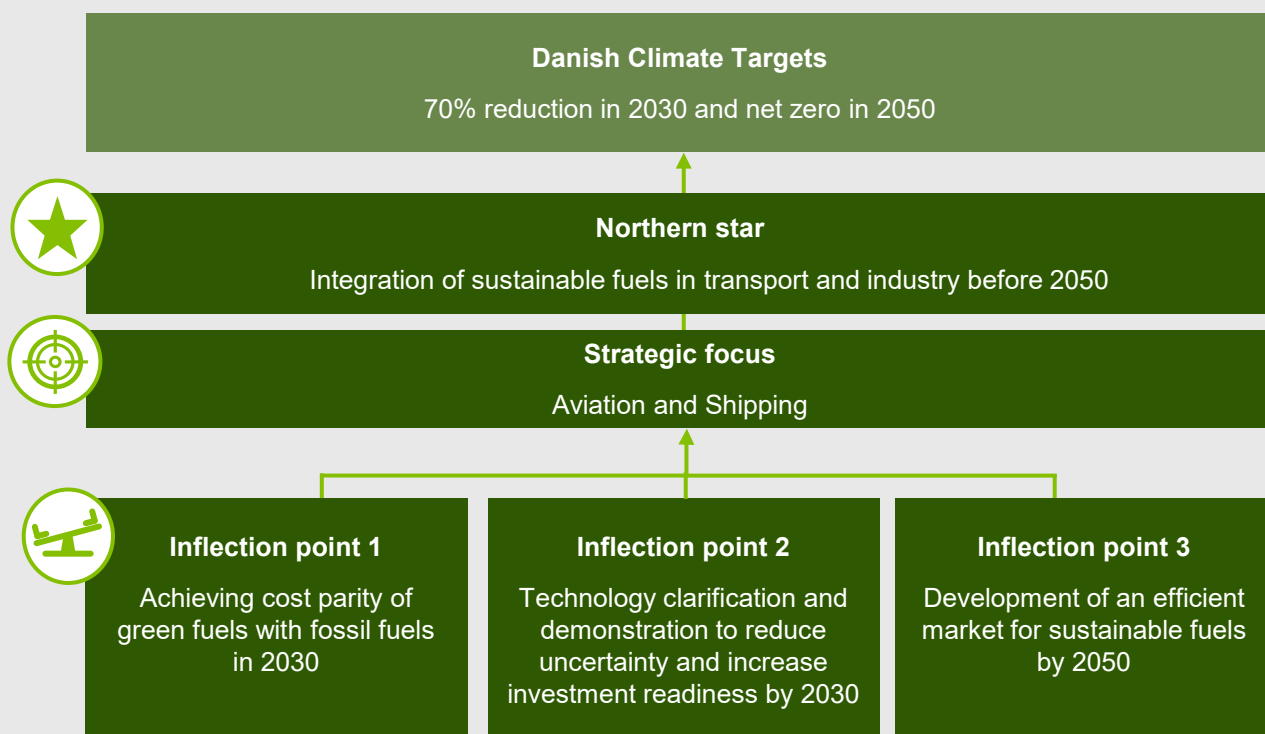 Danish Climate Targets
70% reduction in 2030 and net zero in 2050
Northern star
Integration of sustainable fuels in transport and industry before 2050
Strategic focus
Aviation and Shipping
Inflection point 1
Achieving cost parity of
green fuels with fossil fuels
in 2030
Inflection point 2
Technology clarification and
demonstration to reduce
uncertainty and increase
investment readiness by 2030
Inflection point 3
Development of an efficient
market for sustainable fuels
by 2050